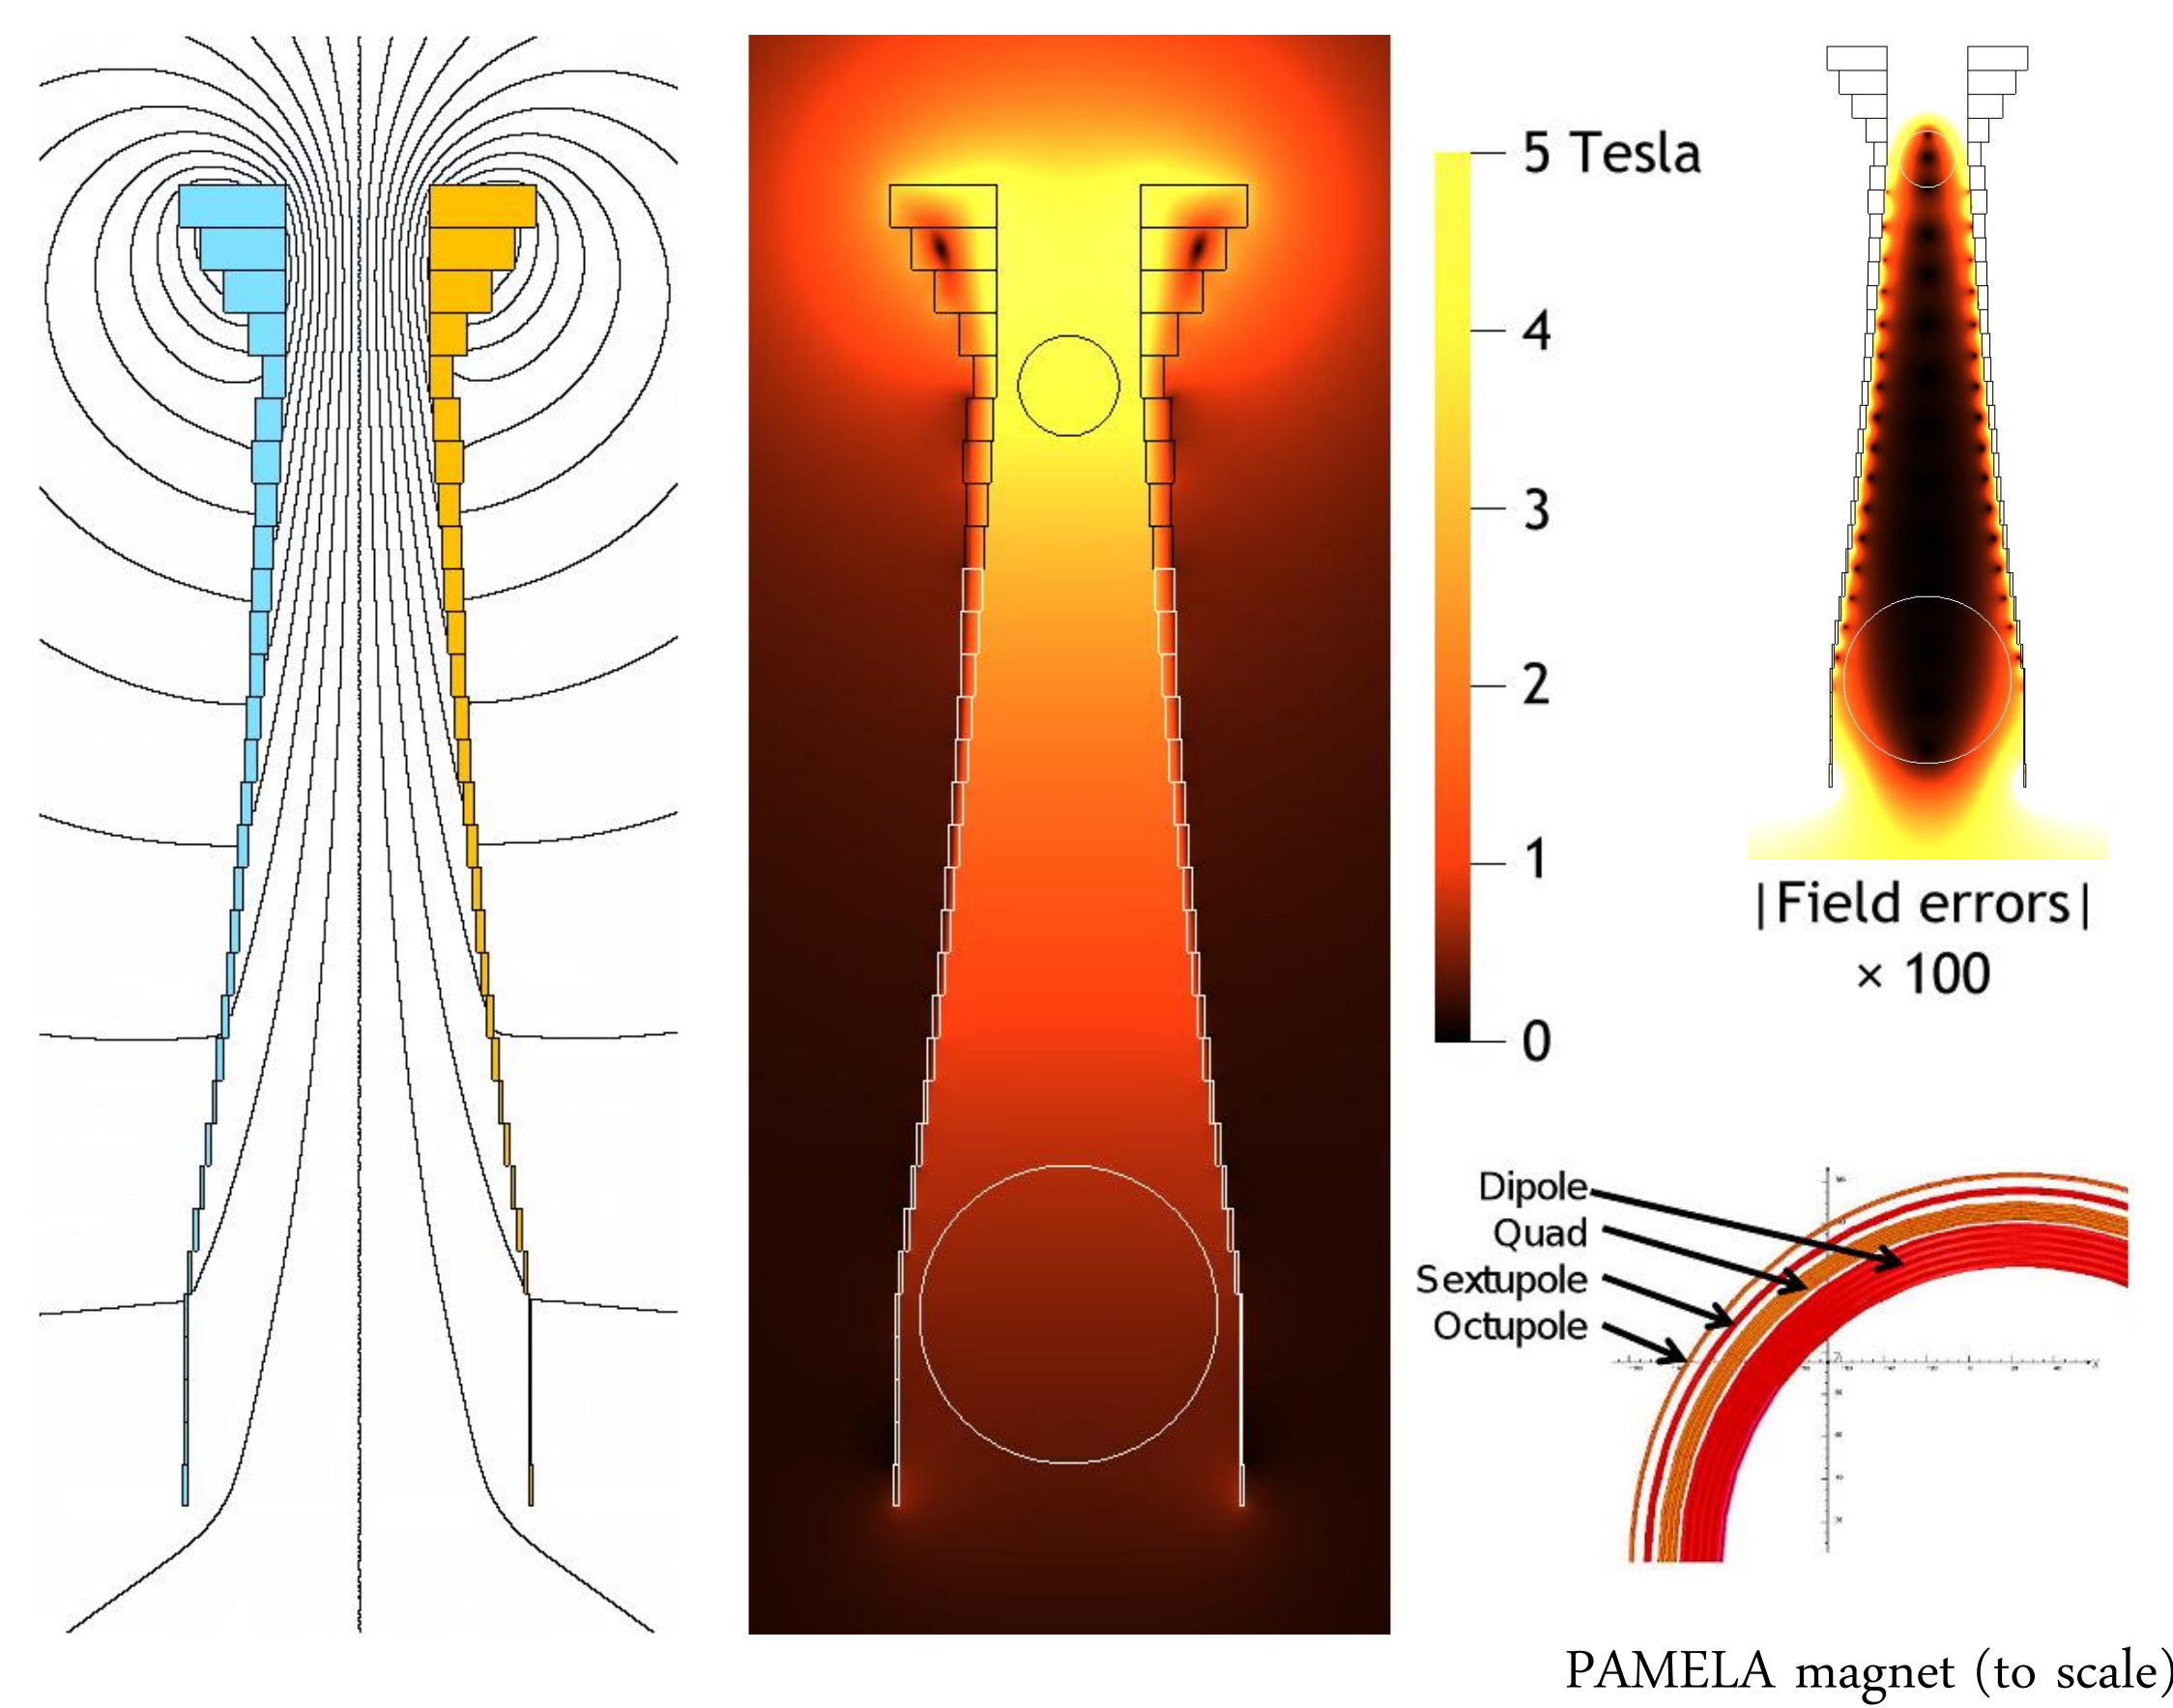 5 Tesla
4
3
2
1
0
|Field errors|
× 100
Dipole
Quad
Sextupole
Octupole
PAMELA magnet (to scale)